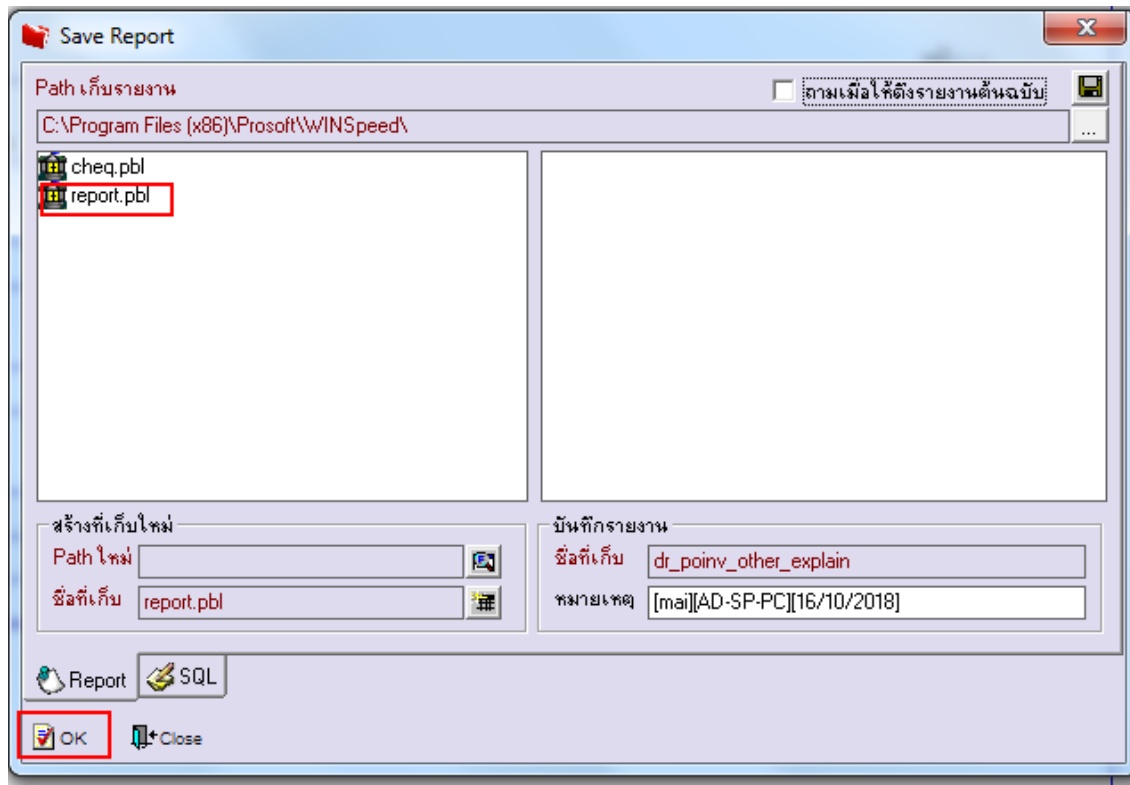 Save Report
Path เก็บรายงาน
ถามเมื่อให้ดึงรายงานต้นฉบับ
C:\Program Files (x86)\Prosoft\WINSpeed\
...
cheq.pbl
report.pbl
สร้างที่เก็บใหม่
Path ใหม่
ชื่อที่เก็บ report.pbl
บันทึกรายงาน
ชื่อที่เก็บ dr_poinv_other_explain
หมายเหตุ [mai][AD-SP-PC][16/10/2018]
Report SQL
OK Close